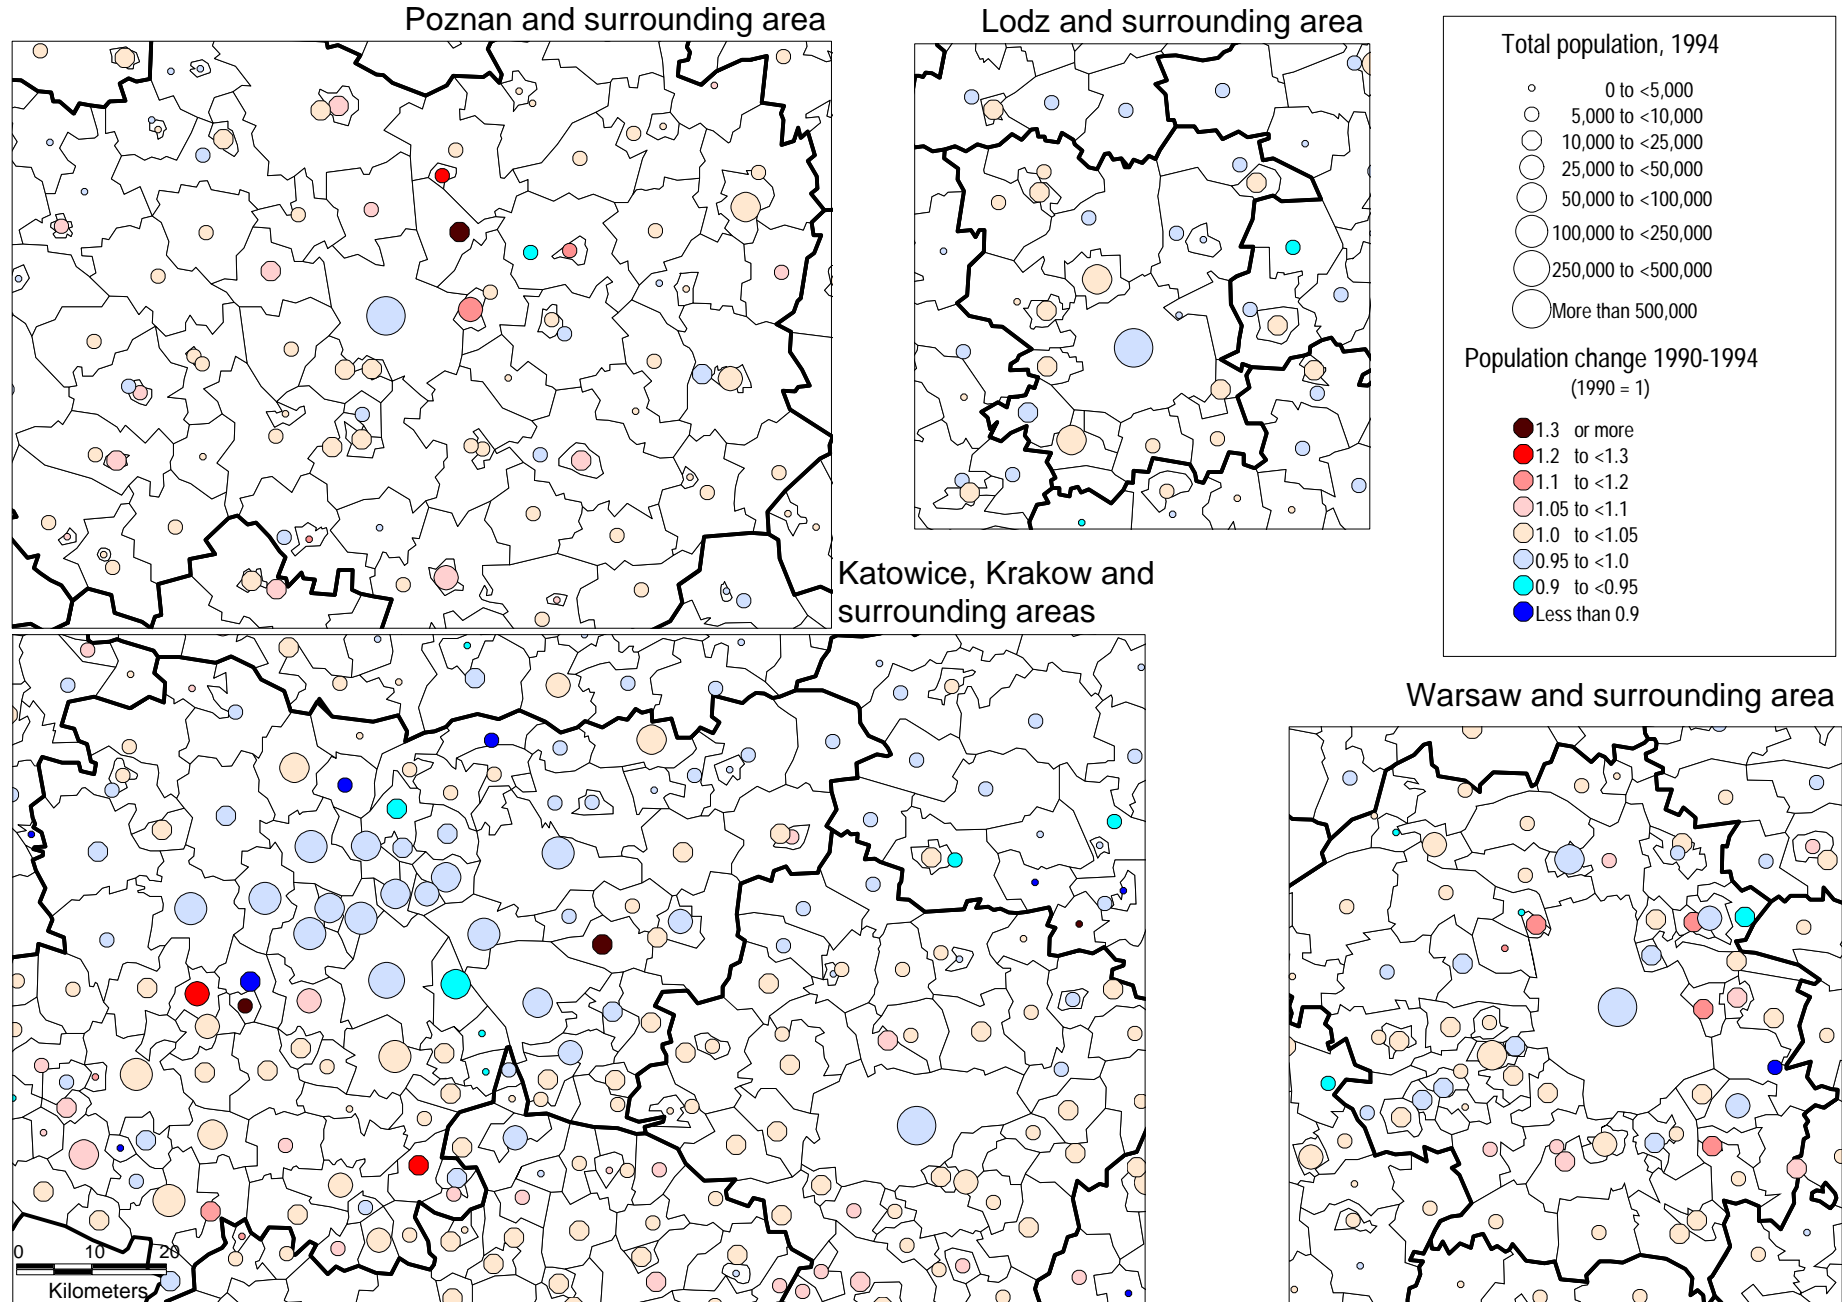 Poznan and surrounding area
Lodz and surrounding area
Total population, 1994
0 to <5,000
5,000 to <10,000
10,000 to <25,000
25,000 to <50,000
50,000 to <100,000
100,000 to <250,000
250,000 to <500,000
More than 500,000
Population change 1990-1994
(1990 = 1)
1.3 or more
1.2 to <1.3
1.1 to <1.2
1.05 to <1.1
1.0 to <1.05
0.95 to <1.0
0.9 to <0.95
Less than 0.9
Katowice, Krakow and
surrounding areas
Warsaw and surrounding area
0 10 20
Kilometers